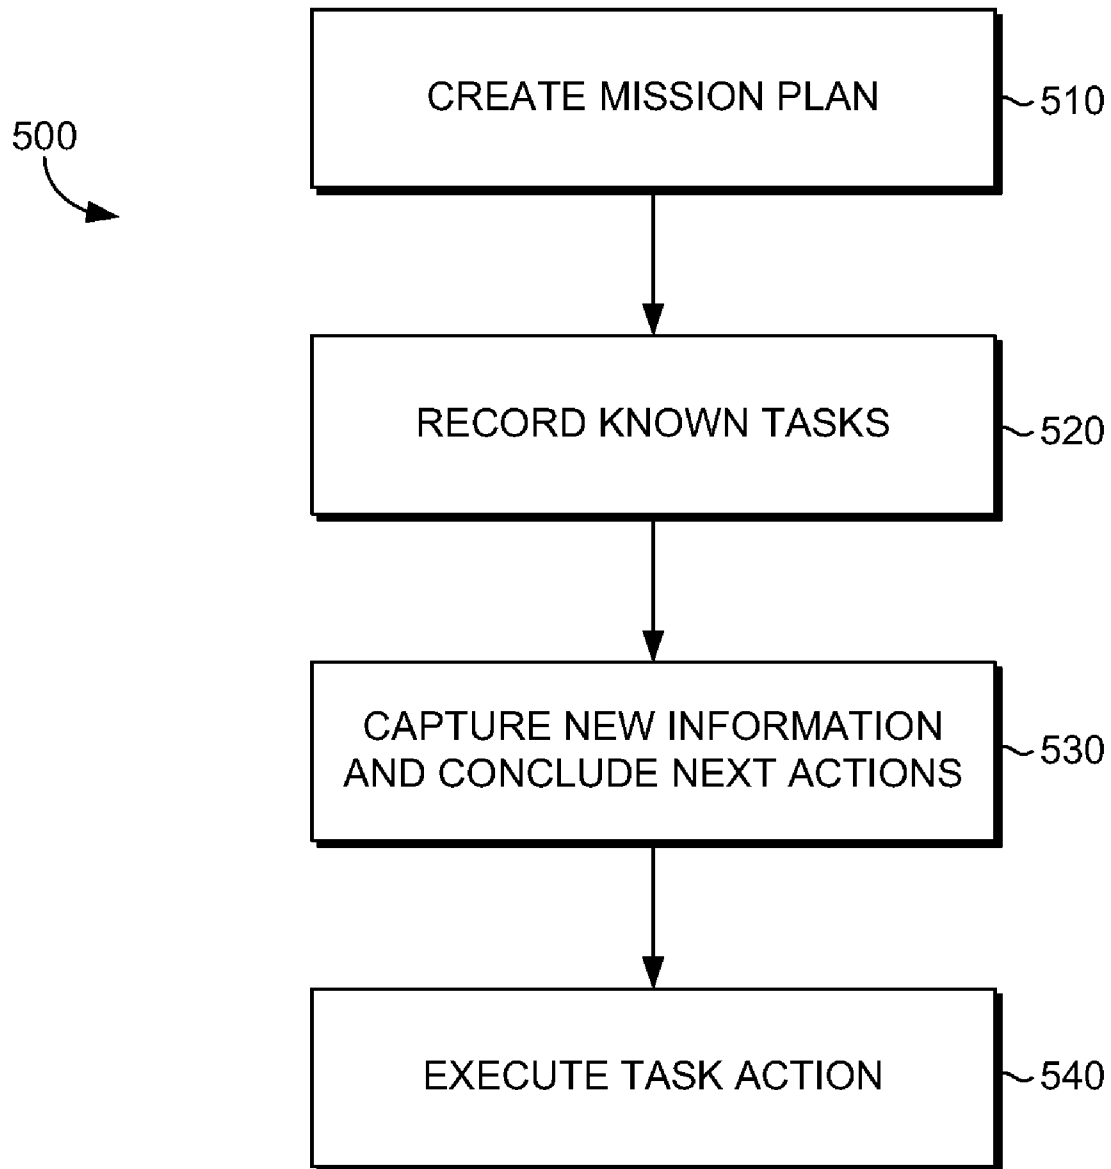 CREATE MISSION PLAN
510
500
RECORD KNOWN TASKS
520
CAPTURE NEW INFORMATION
AND CONCLUDE NEXT ACTIONS
530
EXECUTE TASK ACTION
540